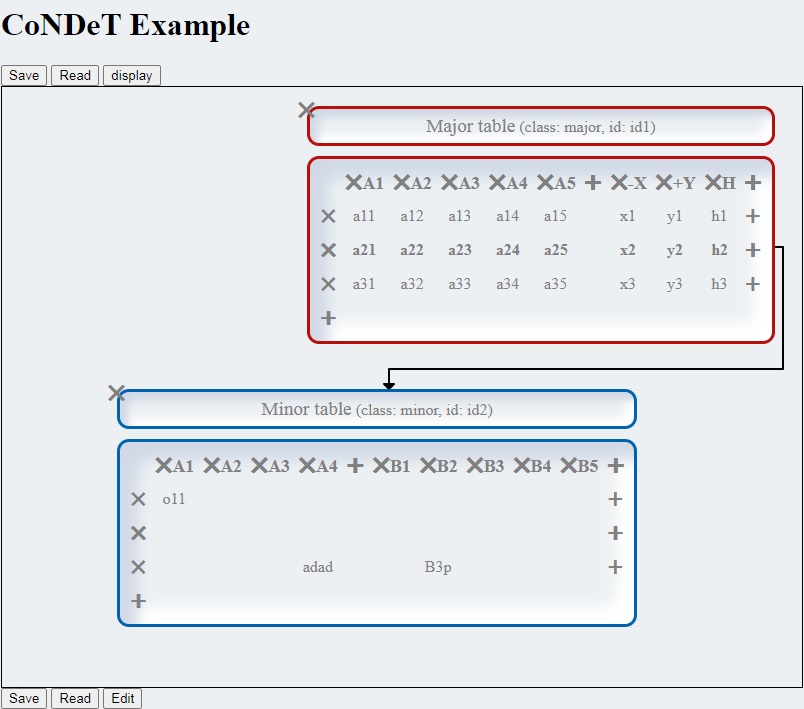 CoNDeT Example
Save Read display
Major table (class: major, id: id1)
A1 A2 A3 A4 A5 -X +Y H
a11 a12 a13 a14 a15 x1 y1 h1
a21 a22 a23 a24 a25 x2 y2 h2
a31 a32 a33 a34 a35 x3 y3 h3
Minor table (class: minor, id: id2)
A1 A2 A3 A4 B1 B2 B3 B4 B5
o11
adad B3p
Save Read Edit